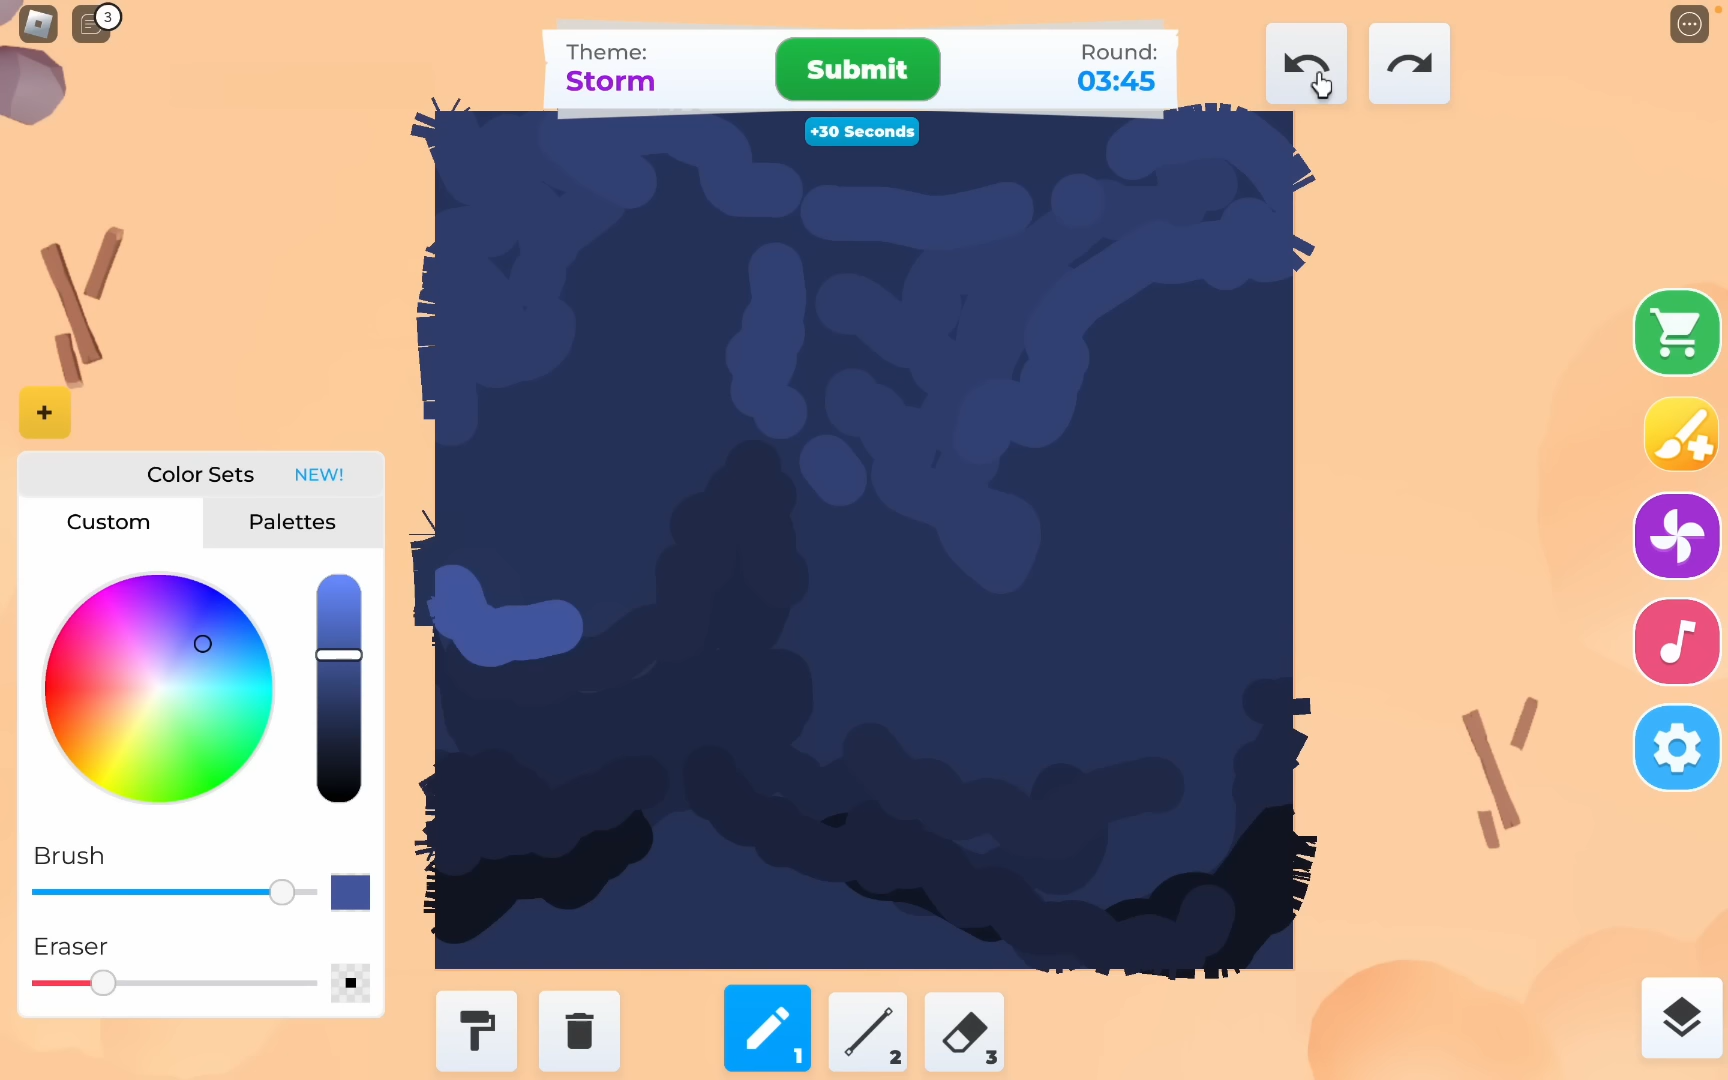 3
Theme:
Storm
Submit
Round:
03:45
+30 Seconds
+
Color Sets NEW!
Custom
Palettes
Brush
Eraser
1
2
3